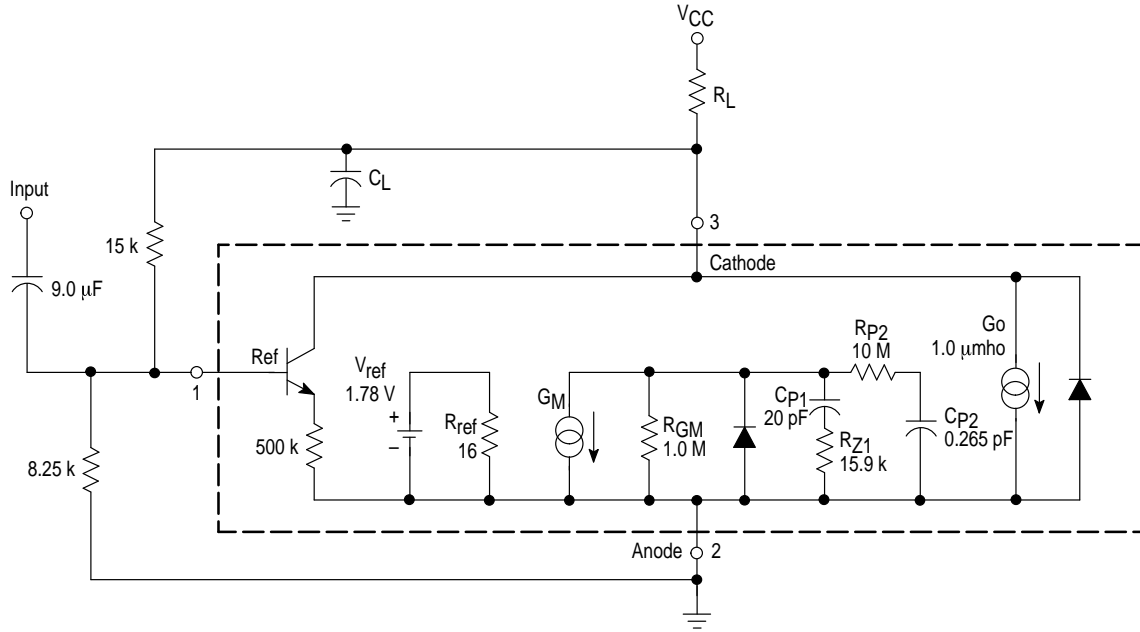 VCC
RL
CL
Input
3
15 k
Cathode
9.0 µF
RP2
10 M
Go
1.0 µmho
Ref
Vref
1.78 V
GM
1
CP1
20 pF
+
–
Rref
16
RGM
1.0 M
CP2
0.265 pF
500 k
RZ1
15.9 k
8.25 k
Anode
2